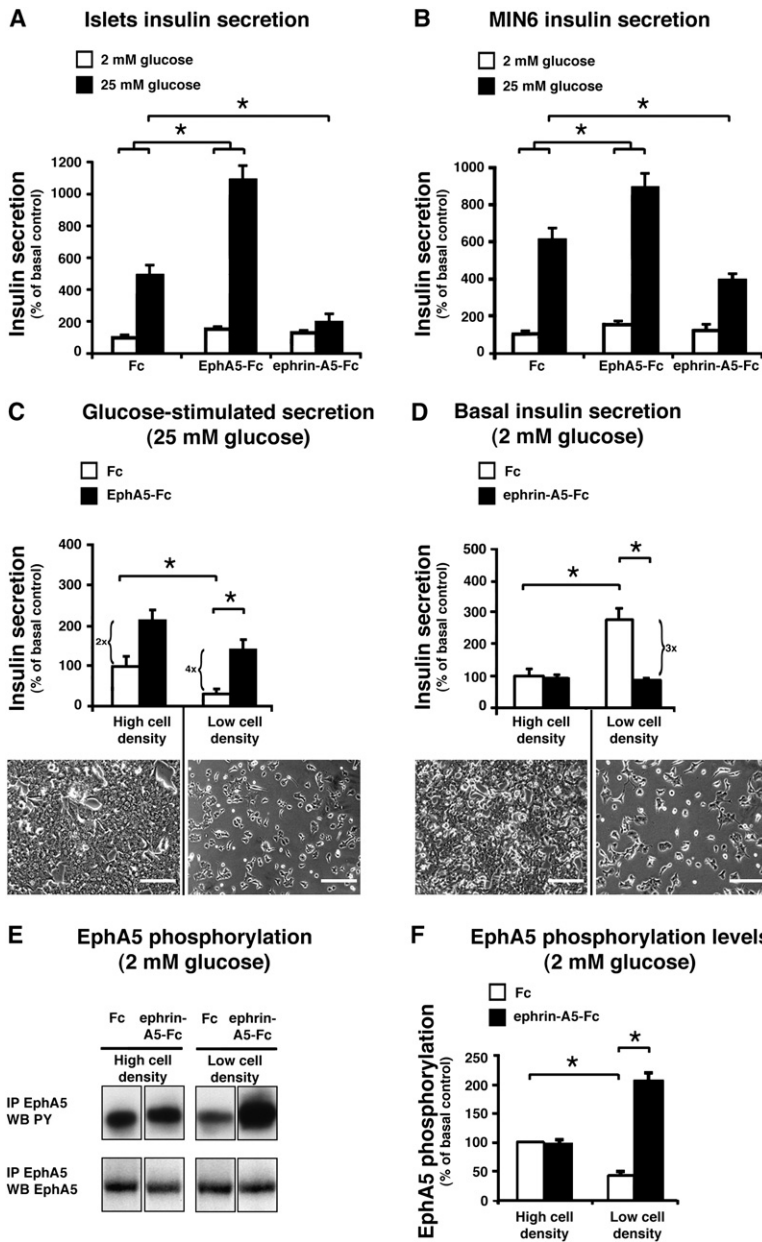 A Islets insulin secretion
2 mM glucose
25 mM glucose
*
*
Insulin secretion
(% of basal control)
1200
1000
800
600
400
200
0
Fc EphA5-Fc ephrin-A5-Fc
B MIN6 insulin secretion
2 mM glucose
25 mM glucose
*
*
Insulin secretion
(% of basal control)
1000
800
600
400
200
0
Fc EphA5-Fc ephrin-A5-Fc
C Glucose-stimulated secretion
(25 mM glucose)
Fc
EphA5-Fc
Insulin secretion
(% of basal control)
400
300
200
100
0
*
*
2x
4x
High cell
density
Low cell
density
D Basal insulin secretion
(2 mM glucose)
Fc
ephrin-A5-Fc
Insulin secretion
(% of basal control)
500
400
300
200
100
0
*
*
3x
High cell
density
Low cell
density
E EphA5 phosphorylation
(2 mM glucose)
Fc ephrin-
A5-Fc
Fc ephrin-
A5-Fc
High cell
density
Low cell
density
IP EphA5
WB PY
IP EphA5
WB EphA5
F EphA5 phosphorylation levels
(2 mM glucose)
Fc
ephrin-A5-Fc
EphA5 phosphorylation
(% of basal control)
250
200
150
100
50
0
*
*
High cell
density
Low cell
density